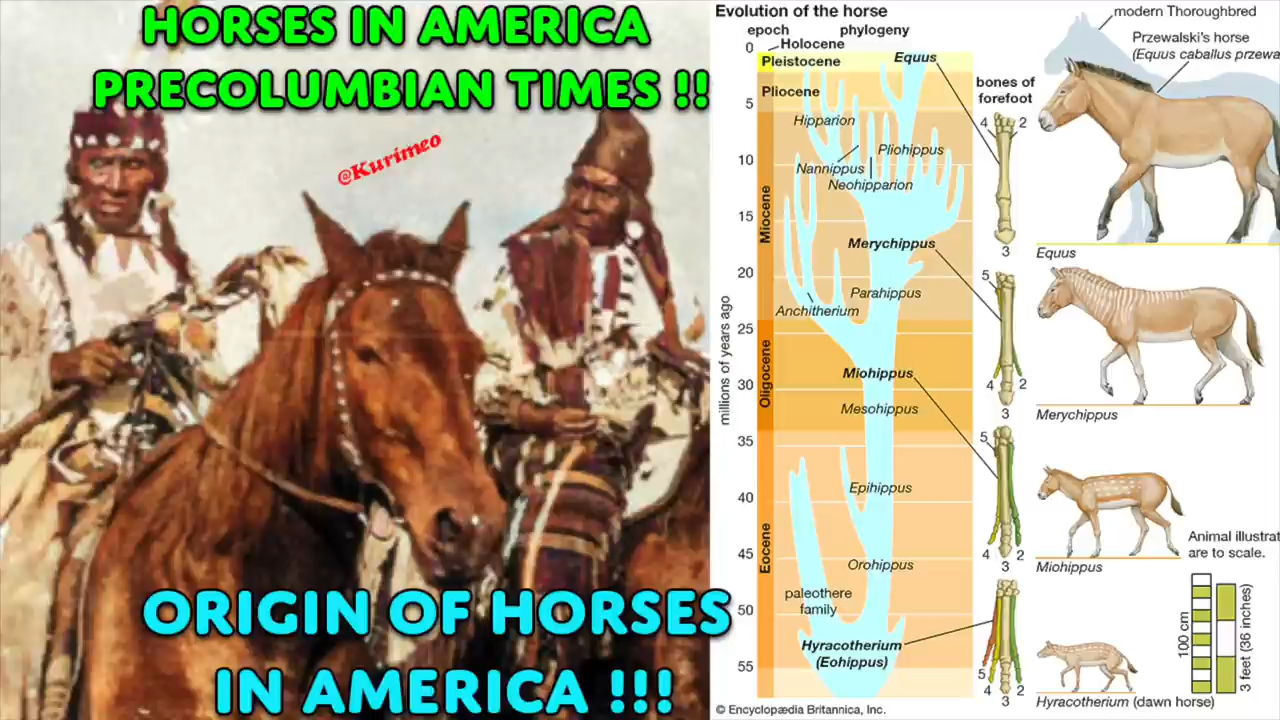 HORSES IN AMERICA
PRECOLUMBIAN TIMES !!
@Kurimeo
ORIGIN OF HORSES
IN AMERICA !!!
Evolution of the horse
epoch
phylogeny
0
Holocene
Pleistocene
Equus
Pliocene
5
Hipparion
Pliohippus
10
Nannippus
Neohipparion
Miocene
15
Merychippus
20
Parahippus
Anchitherium
25
millions of years ago
Oligocene
Miohippus
30
Mesohippus
35
Epihippus
40
Eocene
45
Orohippus
paleothere
family
50
Hyracotherium
(Eohippus)
55
bones of
forefoot
4 2
3
5
4 2
3
5
4 2
3
5
4 2
3
modern Thoroughbred
Przewalski's horse
(Equus caballus przewa
Equus
Merychippus
Miohippus
Animal illustrat
are to scale.
100 cm
3 feet (36 inches)
Hyracotherium (dawn horse)
© Encyclopædia Britannica, Inc.